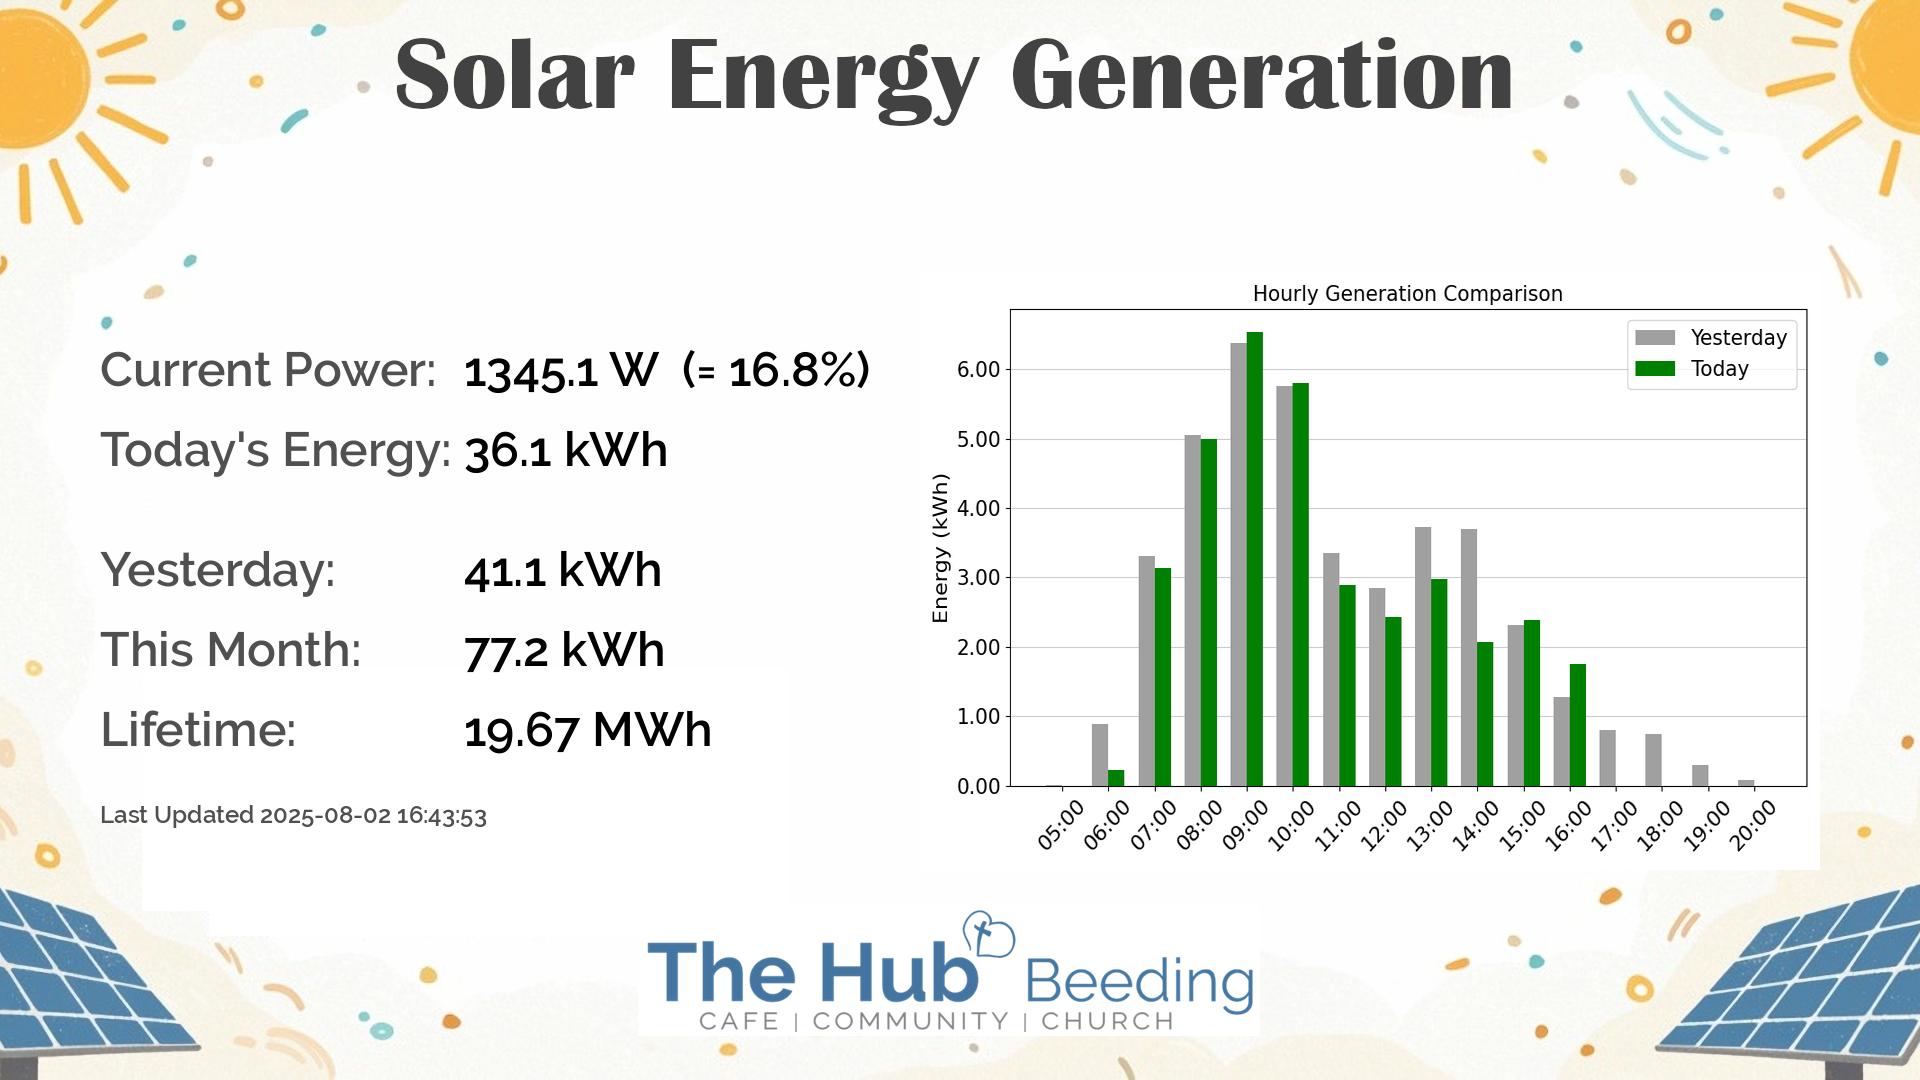 Solar Energy Generation
Current Power: 1345.1 W (= 16.8%)
Today's Energy: 36.1 kWh
Yesterday: 41.1 kWh
This Month: 77.2 kWh
Lifetime: 19.67 MWh
Last Updated 2025-08-02 16:43:53
Hourly Generation Comparison
Yesterday
Today
Energy (kWh)
6.00
5.00
4.00
3.00
2.00
1.00
0.00
05:00 06:00 07:00 08:00 09:00 10:00 11:00 12:00 13:00 14:00 15:00 16:00 17:00 18:00 19:00 20:00
The Hub Beeding
CAFE | COMMUNITY | CHURCH